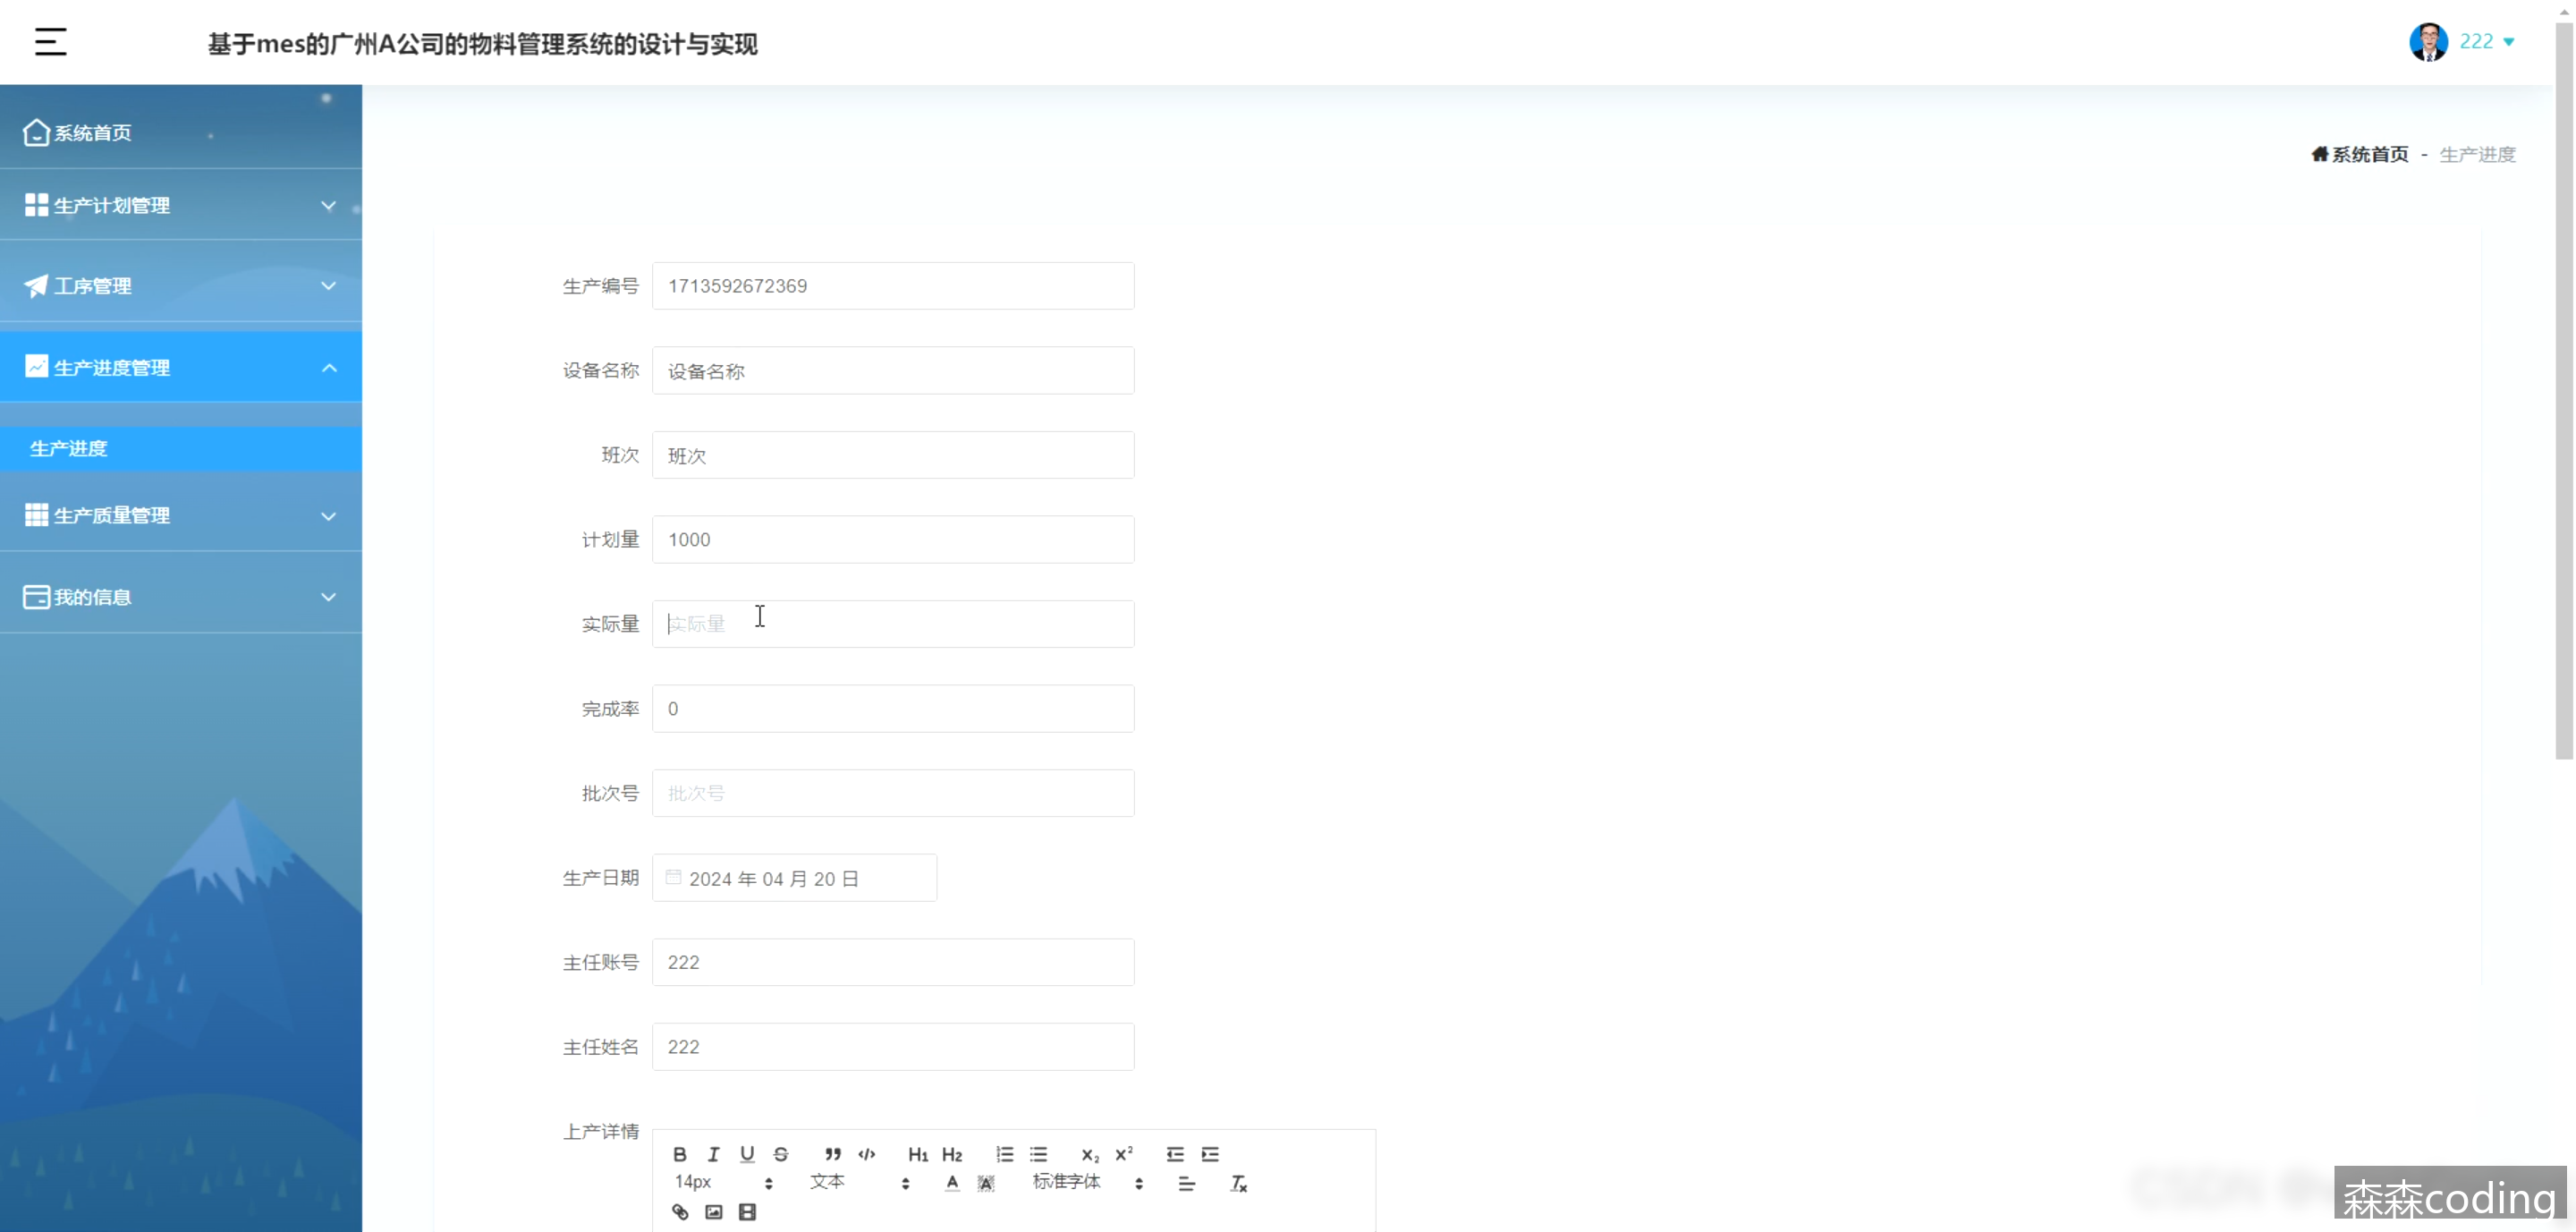 基于mes的广州A公司的物料管理系统的设计与实现
222
系统首页
生产计划管理
工序管理
生产进度管理
生产进度
生产质量管理
我的信息
系统首页 - 生产进度
生产编号 1713592672369
设备名称 设备名称
班次 班次
计划量 1000
实际量 实际量
完成率 0
批次号 批次号
生产日期 2024 年 04 月 20 日
主任账号 222
主任姓名 222
上产详情
B I U S H1 H2 x2 x2
14px 文本 A A 标准字体 Tx
森森coding